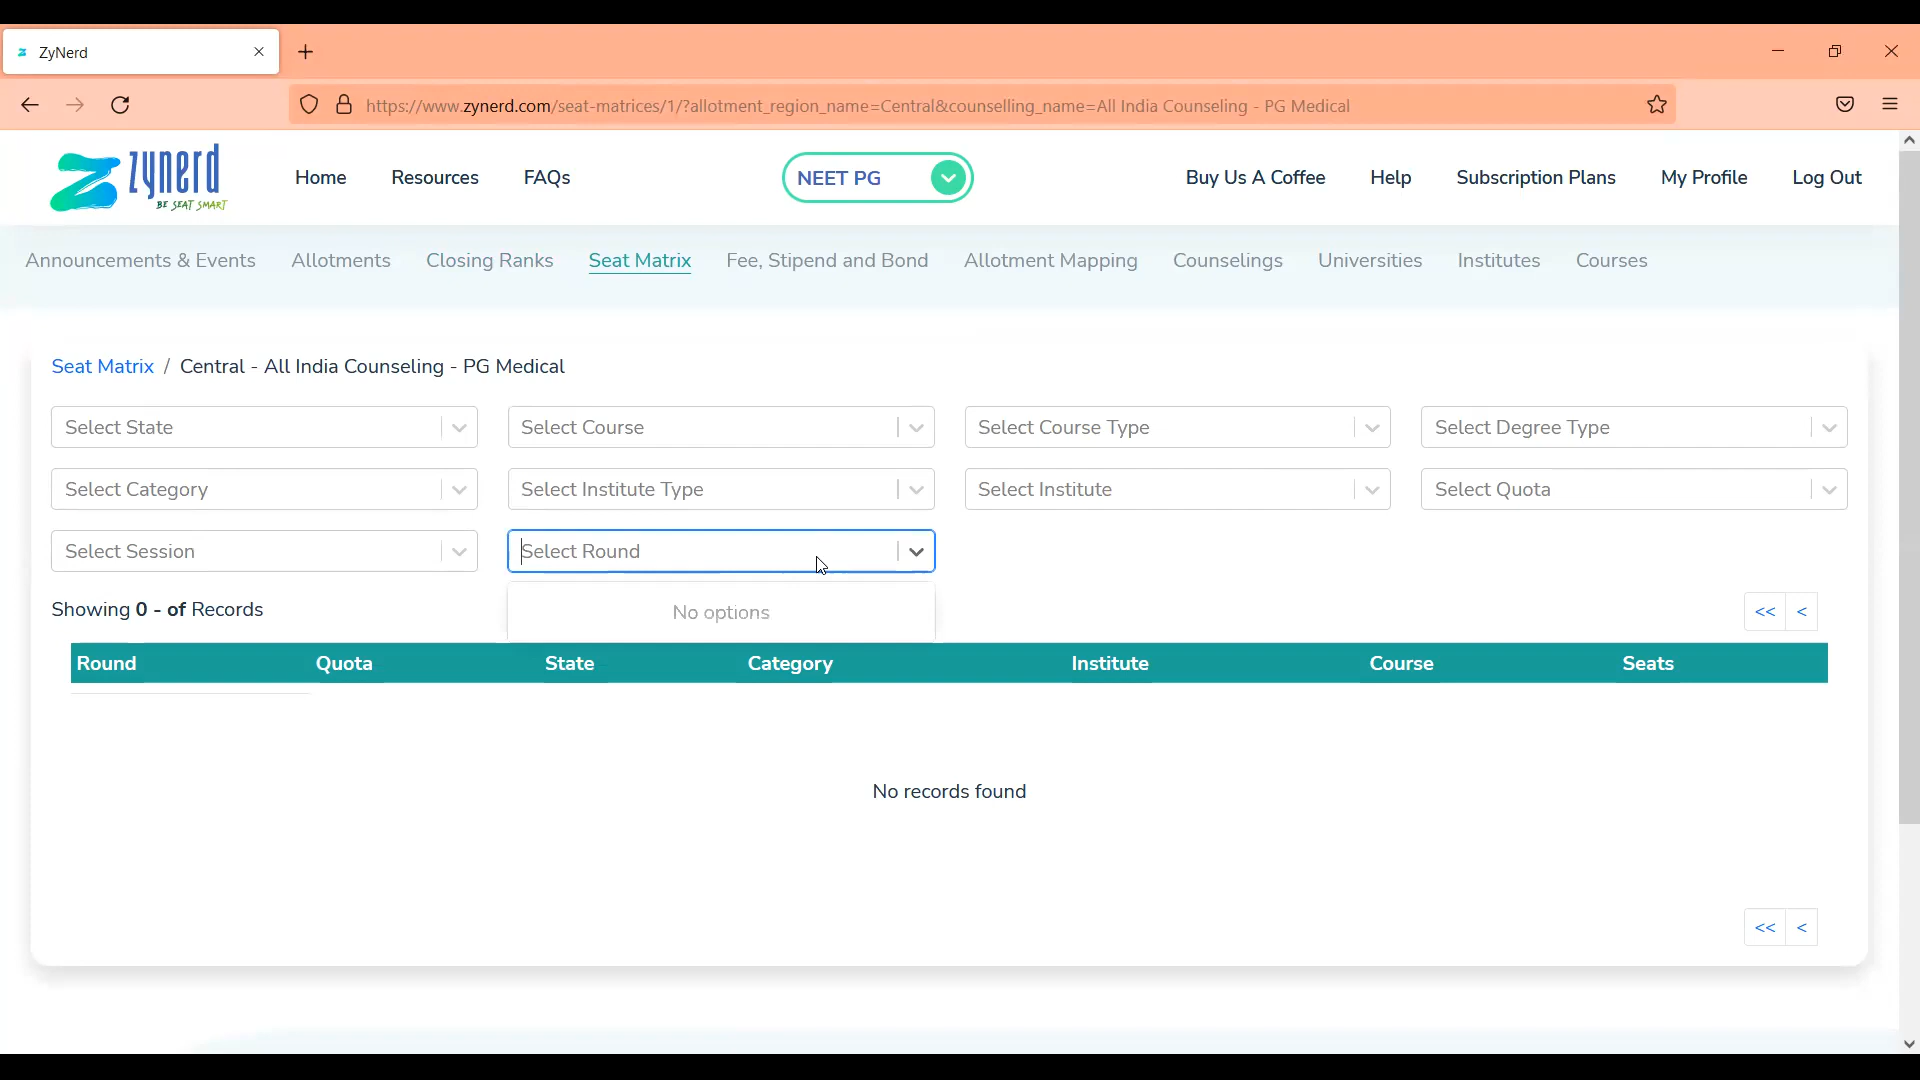 ZyNerd
https://www.zynerd.com/seat-matrices/1/?allotment_region_name=Central&counselling_name=All India Counseling - PG Medical
zynerd
BE SEAT SMART
Home Resources FAQs NEET PG Buy Us A Coffee Help Subscription Plans My Profile Log Out
Announcements & Events Allotments Closing Ranks Seat Matrix Fee, Stipend and Bond Allotment Mapping Counselings Universities Institutes Courses
Seat Matrix / Central - All India Counseling - PG Medical
Select State Select Course Select Course Type Select Degree Type
Select Category Select Institute Type Select Institute Select Quota
Select Session Select Round
Showing 0 - of Records No options << <
Round Quota State Category Institute Course Seats
No records found
<< <